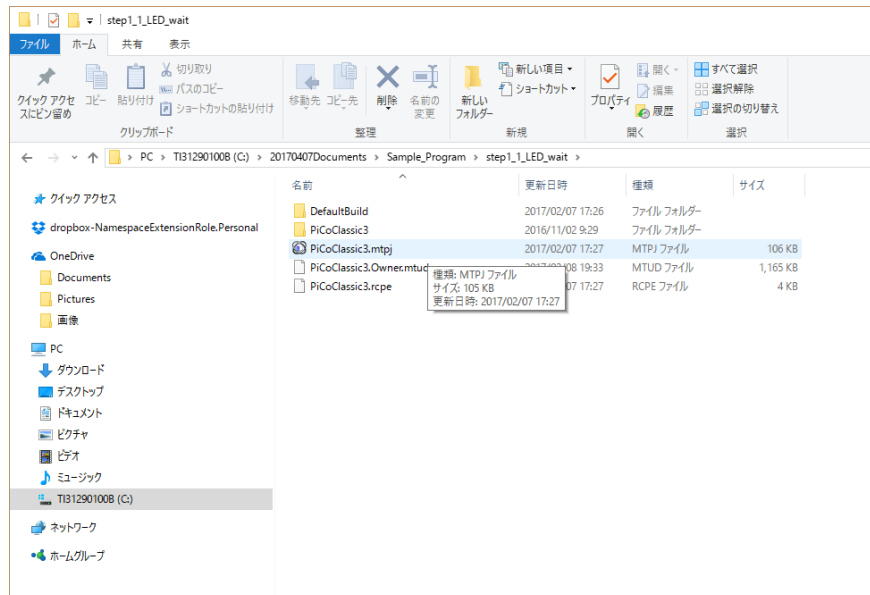 step1_1_LED_wait
ファイル ホーム 共有 表示
クイック アクセスにピン留め
コピー
貼り付け
切り取り
パスのコピー
ショートカットの貼り付け
クリップボード
移動先
コピー先
削除
名前の変更
整理
新しいフォルダー
新しい項目
ショートカット
新規
プロパティ
開く
編集
履歴
開く
すべて選択
選択解除
選択の切り替え
選択
PC › TI31290100B (C:) › 20170407Documents › Sample_Program › step1_1_LED_wait ›
クイック アクセス
dropbox-NamespaceExtensionRole.Personal
OneDrive
Documents
Pictures
画像
PC
ダウンロード
デスクトップ
ドキュメント
ピクチャ
ビデオ
ミュージック
TI31290100B (C:)
ネットワーク
ホームグループ
名前 更新日時 種類 サイズ
DefaultBuild 2017/02/07 17:26 ファイル フォルダー
PiCoClassic3 2016/11/02 9:29 ファイル フォルダー
PiCoClassic3.mtpj 2017/02/07 17:27 MTPJ ファイル 106 KB
PiCoClassic3.Owner.mtud 08 19:33 MTUD ファイル 1,165 KB
PiCoClassic3.rcpe 07 17:27 RCPE ファイル 4 KB
種類: MTPJ ファイル
サイズ: 105 KB
更新日時: 2017/02/07 17:27